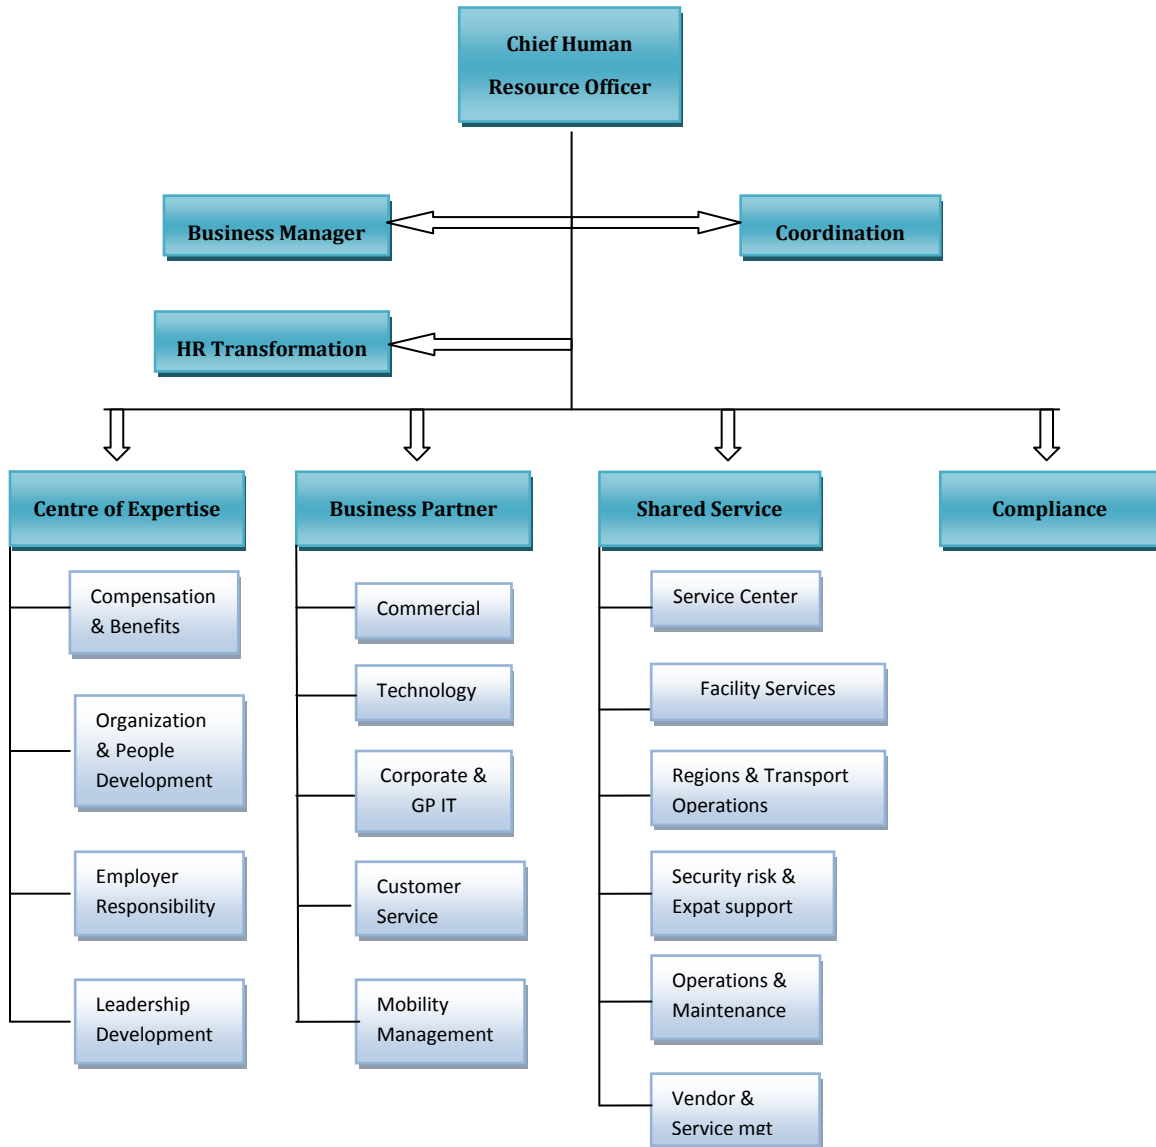 Chief Human
Resource Officer
Business Manager
Coordination
HR Transformation
Centre of Expertise
Business Partner
Shared Service
Compliance
Compensation
& Benefits
Organization
& People
Development
Employer
Responsibility
Leadership
Development
Commercial
Technology
Corporate &
GP IT
Customer
Service
Mobility
Management
Service Center
Facility Services
Regions & Transport
Operations
Security risk &
Expat support
Operations &
Maintenance
Vendor &
Service mgt